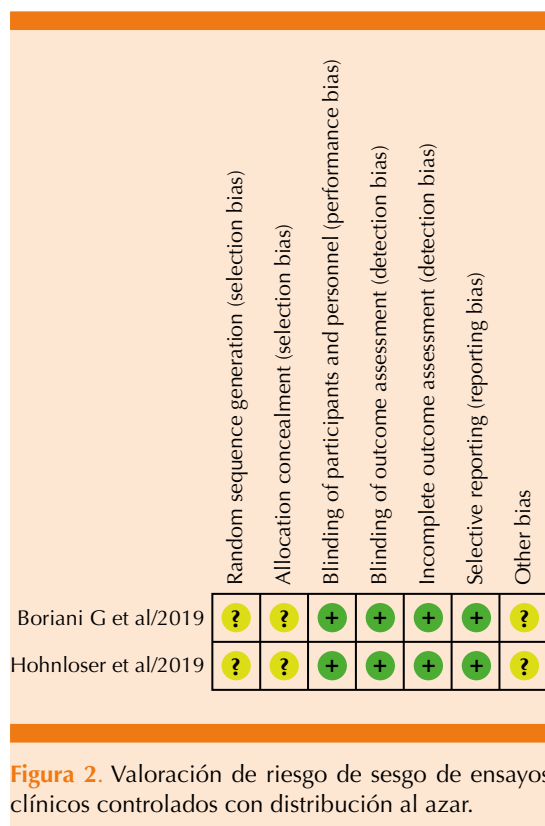 Random sequence generation (selection bias)
Allocation concealment (selection bias)
Blinding of participants and personnel (performance bias)
Blinding of outcome assessment (detection bias)
Incomplete outcome assessment (detection bias)
Selective reporting (reporting bias)
Other bias
Boriani G et al/2019 ? ? + + + + ?
Hohnloser et al/2019 ? ? + + + + ?
Figura 2. Valoración de riesgo de sesgo de ensayos
clínicos controlados con distribución al azar.